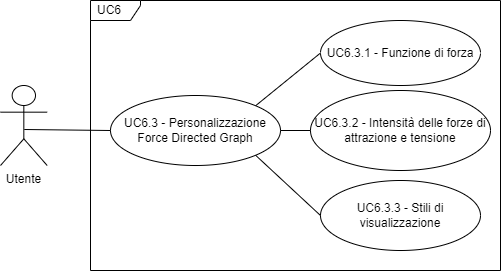 UC6
UC6.3.1 - Funzione di forza
UC6.3 - Personalizzazione
Force Directed Graph
UC6.3.2 - Intensità delle forze di
attrazione e tensione
Utente
UC6.3.3 - Stili di
visualizzazione